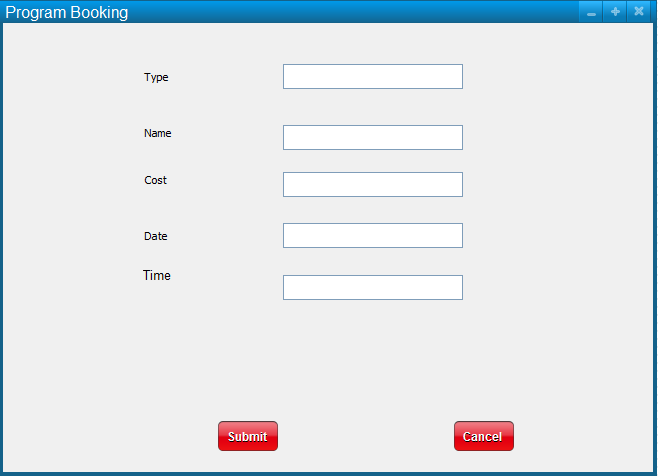 Program Booking
Type
Name
Cost
Date
Time
Submit Cancel